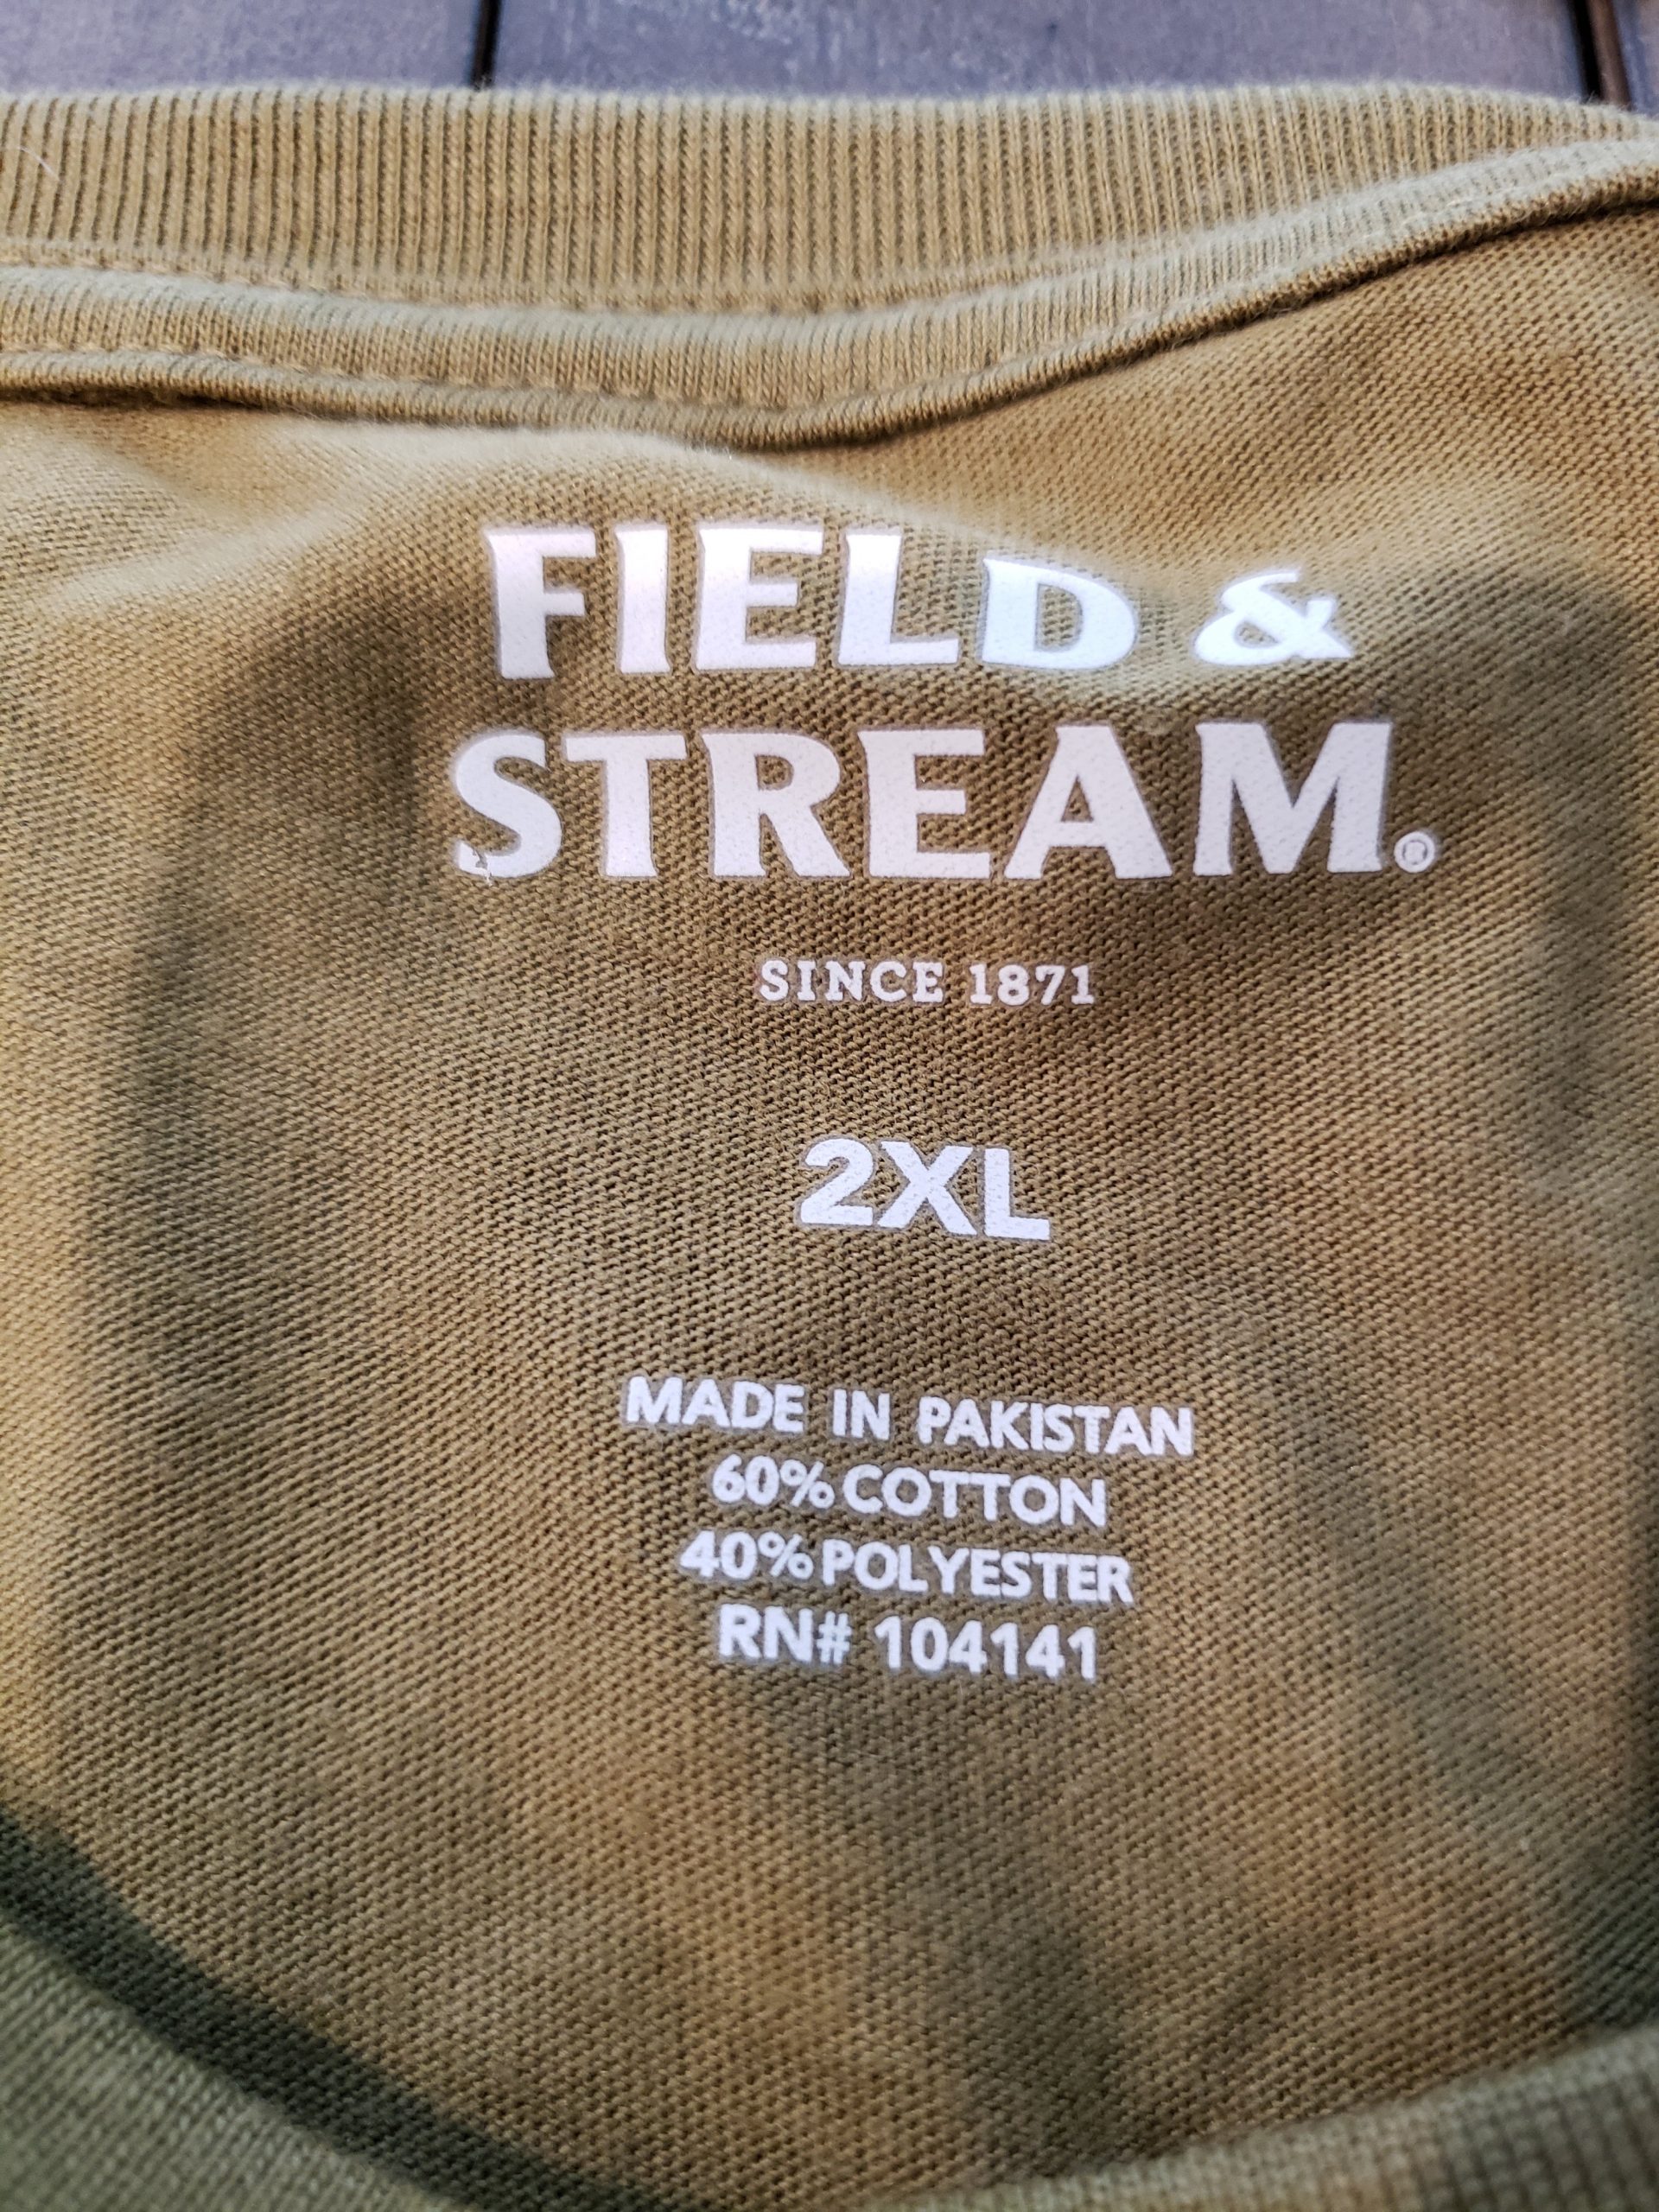 FIELD &
STREAM.®
SINCE 1871
2XL
MADE IN PAKISTAN
60% COTTON
40% POLYESTER
RN# 104141